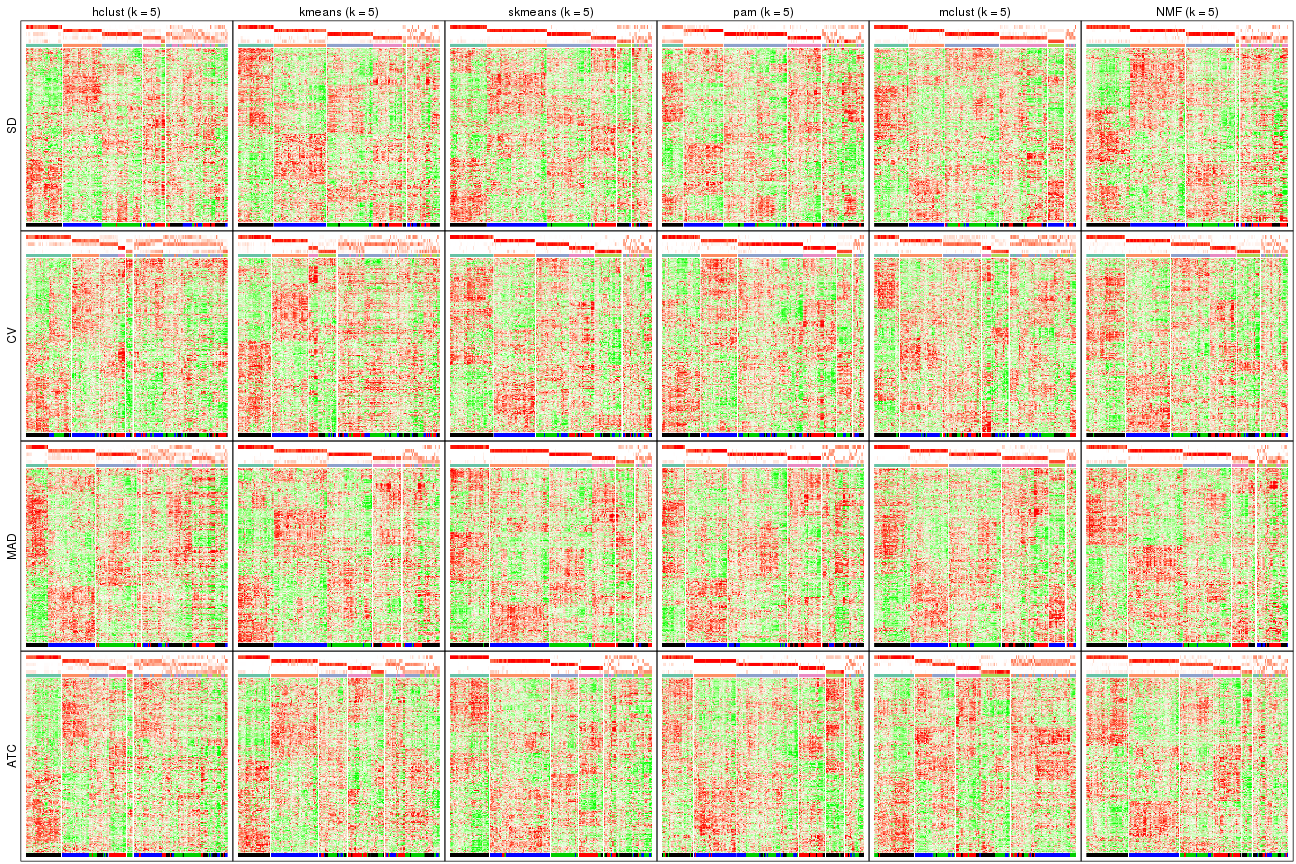 hclust (k = 5) kmeans (k = 5) skmeans (k = 5) pam (k = 5) mclust (k = 5) NMF (k = 5)
SD
CV
MAD
ATC